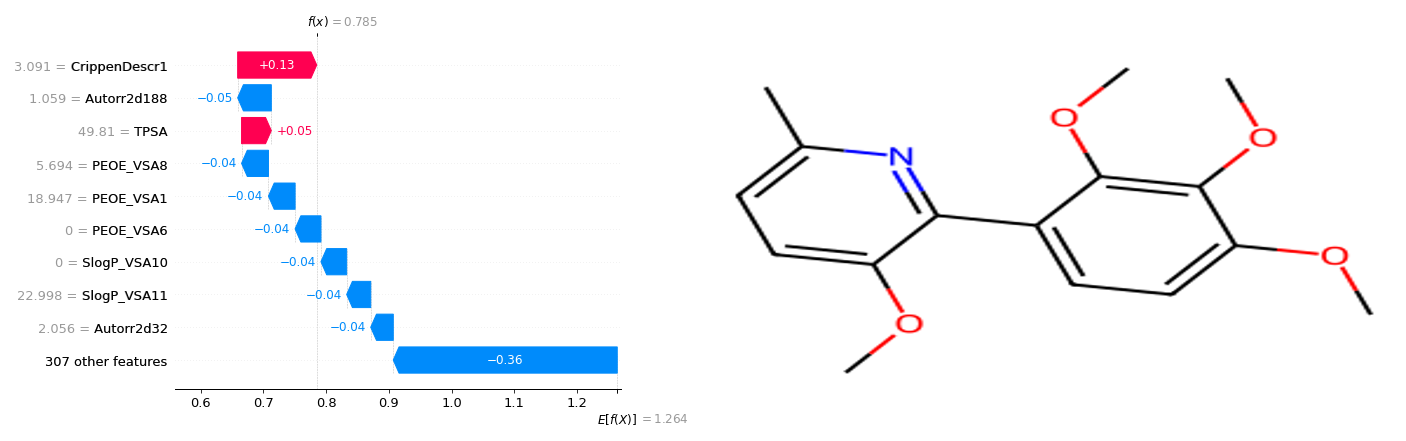 f(x) = 0.785
3.091 = CrippenDescr1
+0.13
1.059 = Autorr2d188
−0.05
49.81 = TPSA
+0.05
5.694 = PEOE_VSA8
−0.04
18.947 = PEOE_VSA1
−0.04
0 = PEOE_VSA6
−0.04
0 = SlogP_VSA10
−0.04
22.998 = SlogP_VSA11
−0.04
2.056 = Autorr2d32
−0.04
307 other features
−0.36
0.6 0.7 0.8 0.9 1.0 1.1 1.2
E[f(X)] = 1.264
O
O
N
O
O